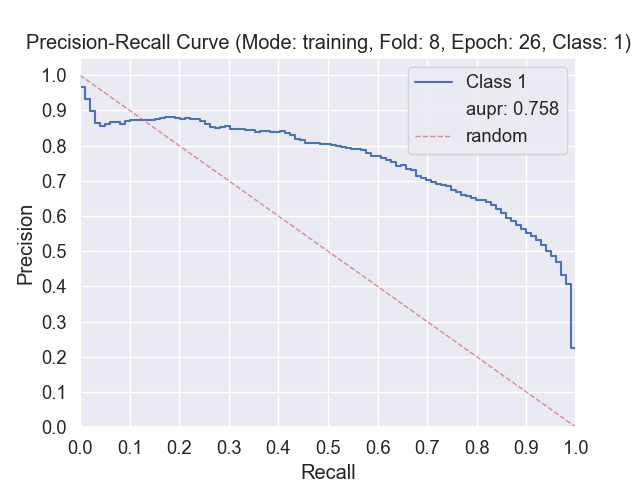 Precision-Recall Curve (Mode: training, Fold: 8, Epoch: 26, Class: 1)
Class 1
aupr: 0.758
random
1.0
0.9
0.8
0.7
0.6
0.5
0.4
0.3
0.2
0.1
0.0
Precision
0.0 0.1 0.2 0.3 0.4 0.5 0.6 0.7 0.8 0.9 1.0
Recall